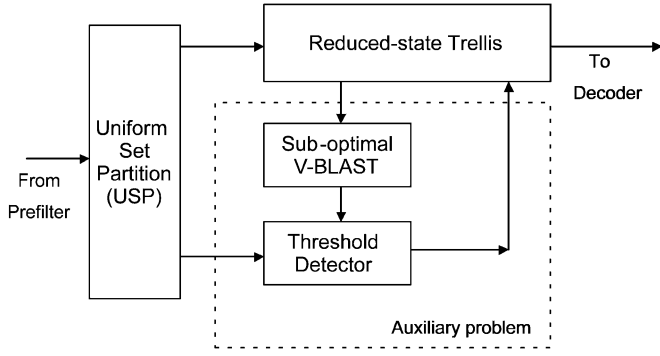 Reduced-state Trellis
To
Decoder
Uniform
Set
Partition
(USP)
From
Prefilter
Sub-optimal
V-BLAST
Threshold
Detector
Auxiliary problem